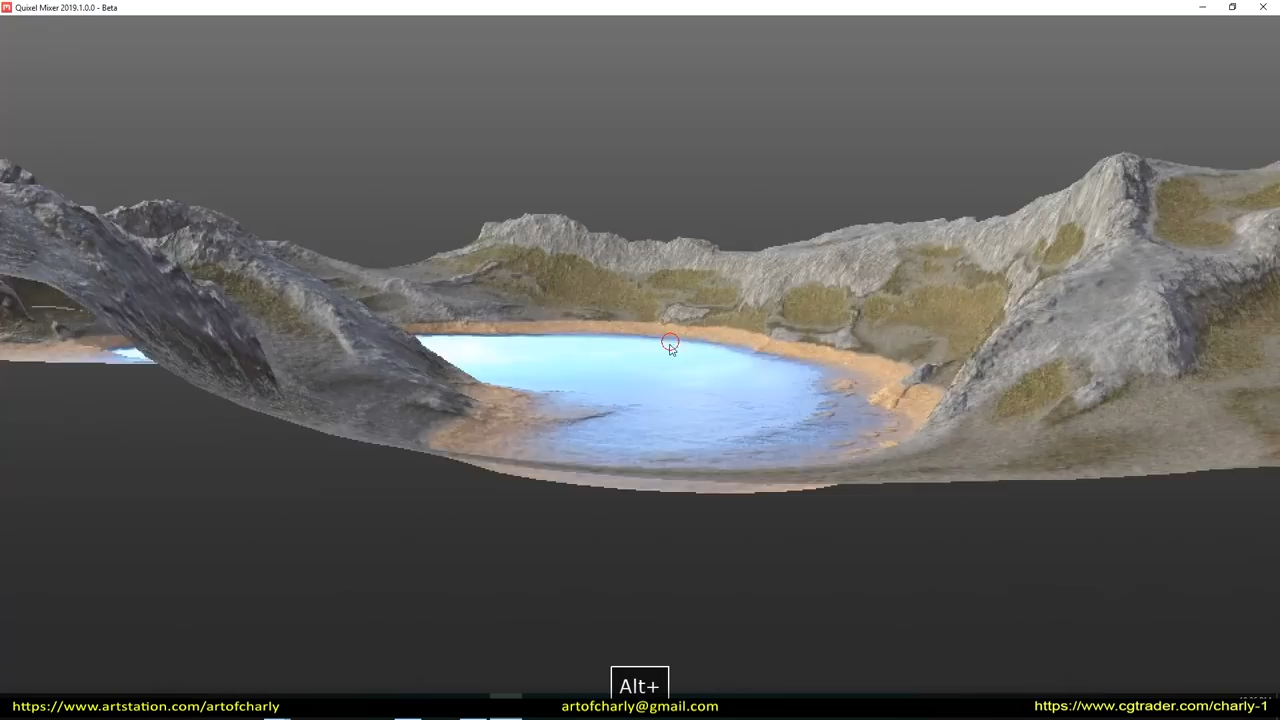 Quixel Mixer 2019.1.0.0 - Beta
Alt+
https://www.artstation.com/artofcharly
artofcharly@gmail.com
https://www.cgtrader.com/charly-1